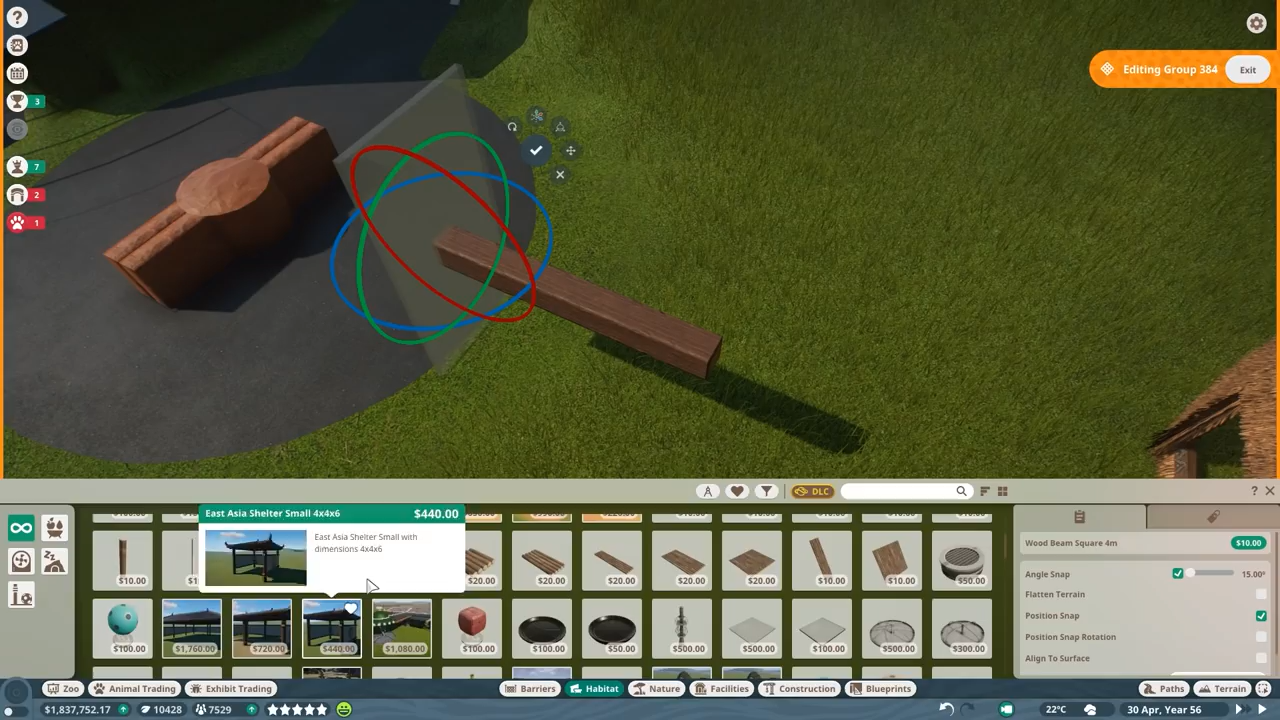 ?
Editing Group 384
Exit
3
7
2
1
DLC
? ×
East Asia Shelter Small 4x4x6 $440.00
East Asia Shelter Small with
dimensions 4x4x6
$10.00
$20.00 $20.00 $20.00 $20.00 $20.00 $10.00 $10.00 $50.00
$100.00 $1,760.00 $720.00 $440.00 $1,080.00 $100.00 $100.00 $50.00 $500.00 $500.00 $100.00 $500.00 $300.00
Wood Beam Square 4m $10.00
Angle Snap 15.00°
Flatten Terrain
Position Snap
Position Snap Rotation
Align To Surface
Zoo Animal Trading Exhibit Trading Barriers Habitat Nature Facilities Construction Blueprints Paths Terrain
$1,837,752.17 10428 7529 22°C 30 Apr, Year 56